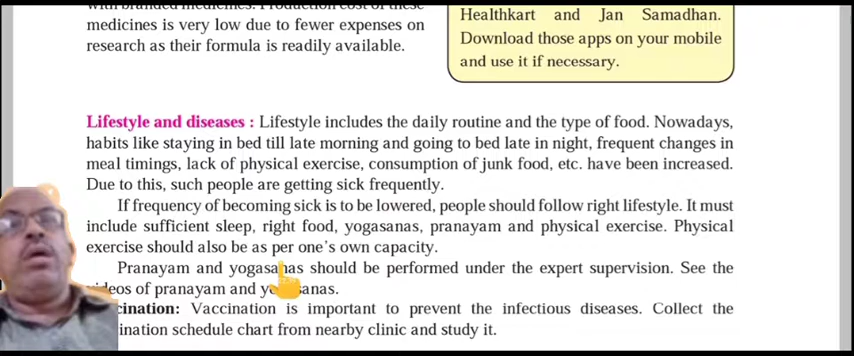 medicines is very low due to fewer expenses on
research as their formula is readily available.
Healthkart and Jan Samadhan.
Download those apps on your mobile
and use it if necessary.
Lifestyle and diseases : Lifestyle includes the daily routine and the type of food. Nowadays,
habits like staying in bed till late morning and going to bed late in night, frequent changes in
meal timings, lack of physical exercise, consumption of junk food, etc. have been increased.
Due to this, such people are getting sick frequently.
If frequency of becoming sick is to be lowered, people should follow right lifestyle. It must
include sufficient sleep, right food, yogasanas, pranayam and physical exercise. Physical
exercise should also be as per one's own capacity.
Pranayam and yogasanas should be performed under the expert supervision. See the
of pranayam and
Vaccination is important to prevent the infectious diseases. Collect the
schedule chart from nearby clinic and study it.